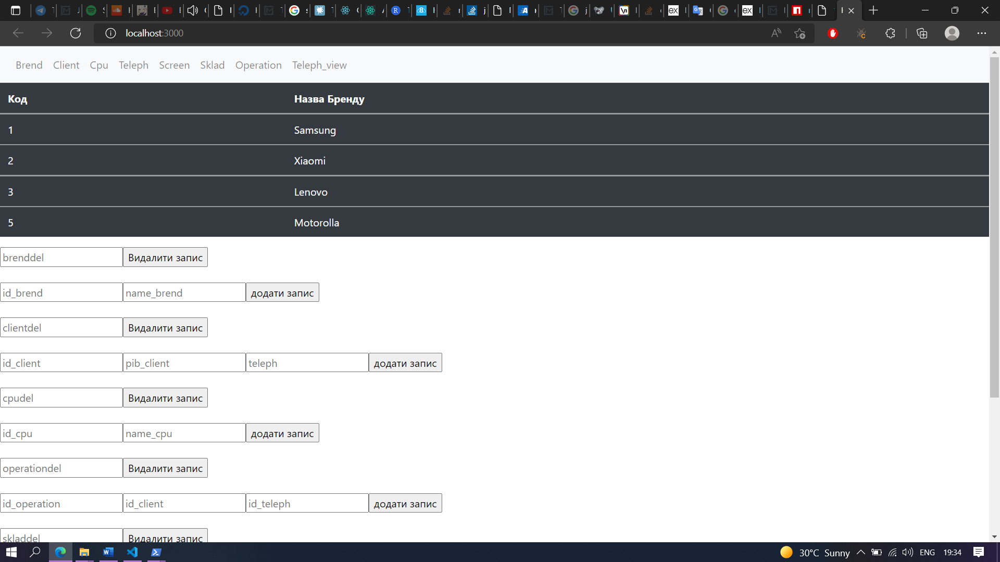 localhost:3000
Brend Client Cpu Teleph Screen Sklad Operation Teleph_view
Код Назва Бренду
1 Samsung
2 Xiaomi
3 Lenovo
5 Motorolla
brenddel Видалити запис
id_brend name_brend додати запис
clientdel Видалити запис
id_client pib_client teleph додати запис
cpudel Видалити запис
id_cpu name_cpu додати запис
operationdel Видалити запис
id_operation id_client id_teleph додати запис
skladdel Видалити запис
30°C Sunny ENG 19:34